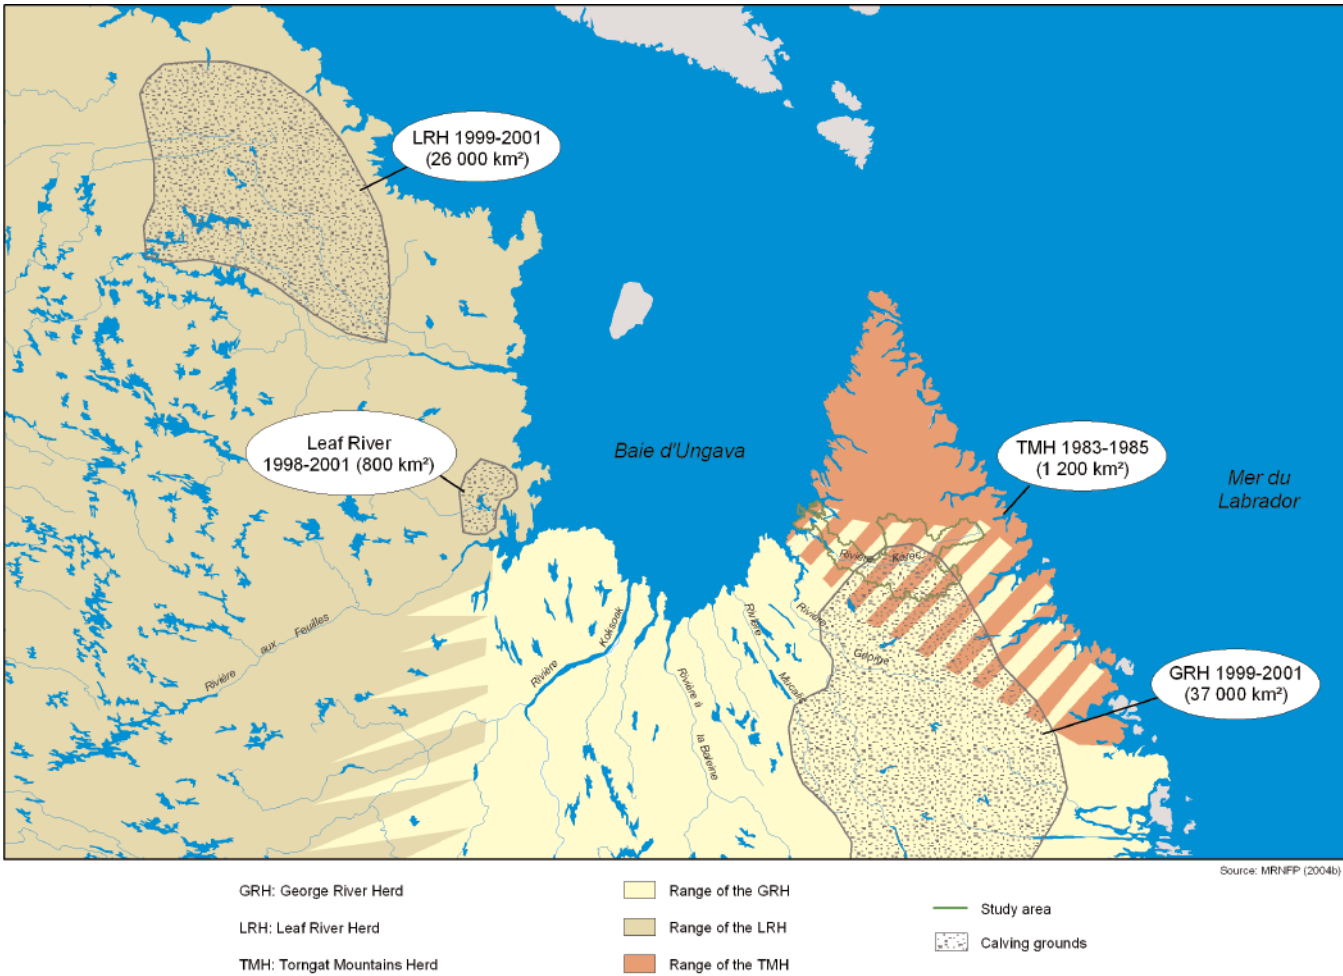 LRH 1999-2001
(26 000 km²)
Leaf River
1998-2001 (800 km²)
Baie d'Ungava
TMH 1983-1985
(1 200 km²)
Mer du
Labrador
Rivière Koroc
Rivière aux Feuilles
Rivière Koksoak
Rivière à
la Baleine
Rivière Mucalic
Rivière George
GRH 1999-2001
(37 000 km²)
Source: MRNFP (2004b)
GRH: George River Herd
LRH: Leaf River Herd
TMH: Torngat Mountains Herd
Range of the GRH
Range of the LRH
Range of the TMH
Study area
Calving grounds